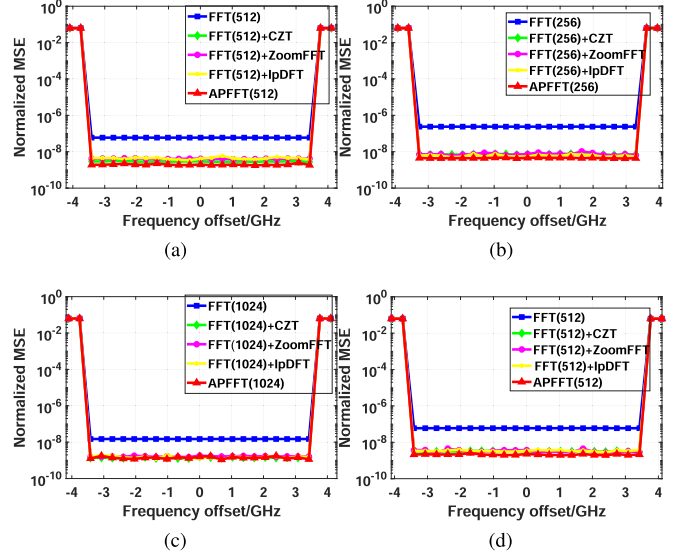 10^0
10^-2
10^-4
10^-6
10^-8
10^-10
Normalized MSE
FFT(512)
FFT(512)+CZT
FFT(512)+ZoomFFT
FFT(512)+IpDFT
APFFT(512)
-4 -3 -2 -1 0 1 2 3 4
Frequency offset/GHz
(a)
10^0
10^-2
10^-4
10^-6
10^-8
10^-10
Normalized MSE
FFT(256)
FFT(256)+CZT
FFT(256)+ZoomFFT
FFT(256)+IpDFT
APFFT(256)
-4 -3 -2 -1 0 1 2 3 4
Frequency offset/GHz
(b)
10^0
10^-2
10^-4
10^-6
10^-8
10^-10
Normalized MSE
FFT(1024)
FFT(1024)+CZT
FFT(1024)+ZoomFFT
FFT(1024)+IpDFT
APFFT(1024)
-4 -3 -2 -1 0 1 2 3 4
Frequency offset/GHz
(c)
10^0
10^-2
10^-4
10^-6
10^-8
10^-10
Normalized MSE
FFT(512)
FFT(512)+CZT
FFT(512)+ZoomFFT
FFT(512)+IpDFT
APFFT(512)
-4 -3 -2 -1 0 1 2 3 4
Frequency offset/GHz
(d)